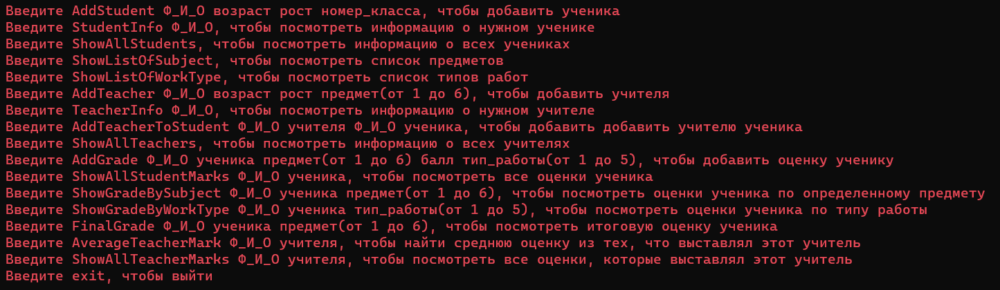 Введите AddStudent Ф_И_О возраст рост номер_класса, чтобы добавить ученика
Введите StudentInfo Ф_И_О, чтобы посмотреть информацию о нужном ученике
Введите ShowAllStudents, чтобы посмотреть информацию о всех учениках
Введите ShowListOfSubject, чтобы посмотреть список предметов
Введите ShowListOfWorkType, чтобы посмотреть список типов работ
Введите AddTeacher Ф_И_О возраст рост предмет(от 1 до 6), чтобы добавить учителя
Введите TeacherInfo Ф_И_О, чтобы посмотреть информацию о нужном учителе
Введите AddTeacherToStudent Ф_И_О учителя Ф_И_О ученика, чтобы добавить добавить учителю ученика
Введите ShowAllTeachers, чтобы посмотреть информацию о всех учителях
Введите AddGrade Ф_И_О ученика предмет(от 1 до 6) балл тип_работы(от 1 до 5), чтобы добавить оценку ученику
Введите ShowAllStudentMarks Ф_И_О ученика, чтобы посмотреть все оценки ученика
Введите ShowGradeBySubject Ф_И_О ученика предмет(от 1 до 6), чтобы посмотреть оценки ученика по определенному предмету
Введите ShowGradeByWorkType Ф_И_О ученика тип_работы(от 1 до 5), чтобы посмотреть оценки ученика по типу работы
Введите FinalGrade Ф_И_О ученика предмет(от 1 до 6), чтобы посмотреть итоговую оценку ученика
Введите AverageTeacherMark Ф_И_О учителя, чтобы найти среднюю оценку из тех, что выставлял этот учитель
Введите ShowAllTeacherMarks Ф_И_О учителя, чтобы посмотреть все оценки, которые выставлял этот учитель
Введите exit, чтобы выйти